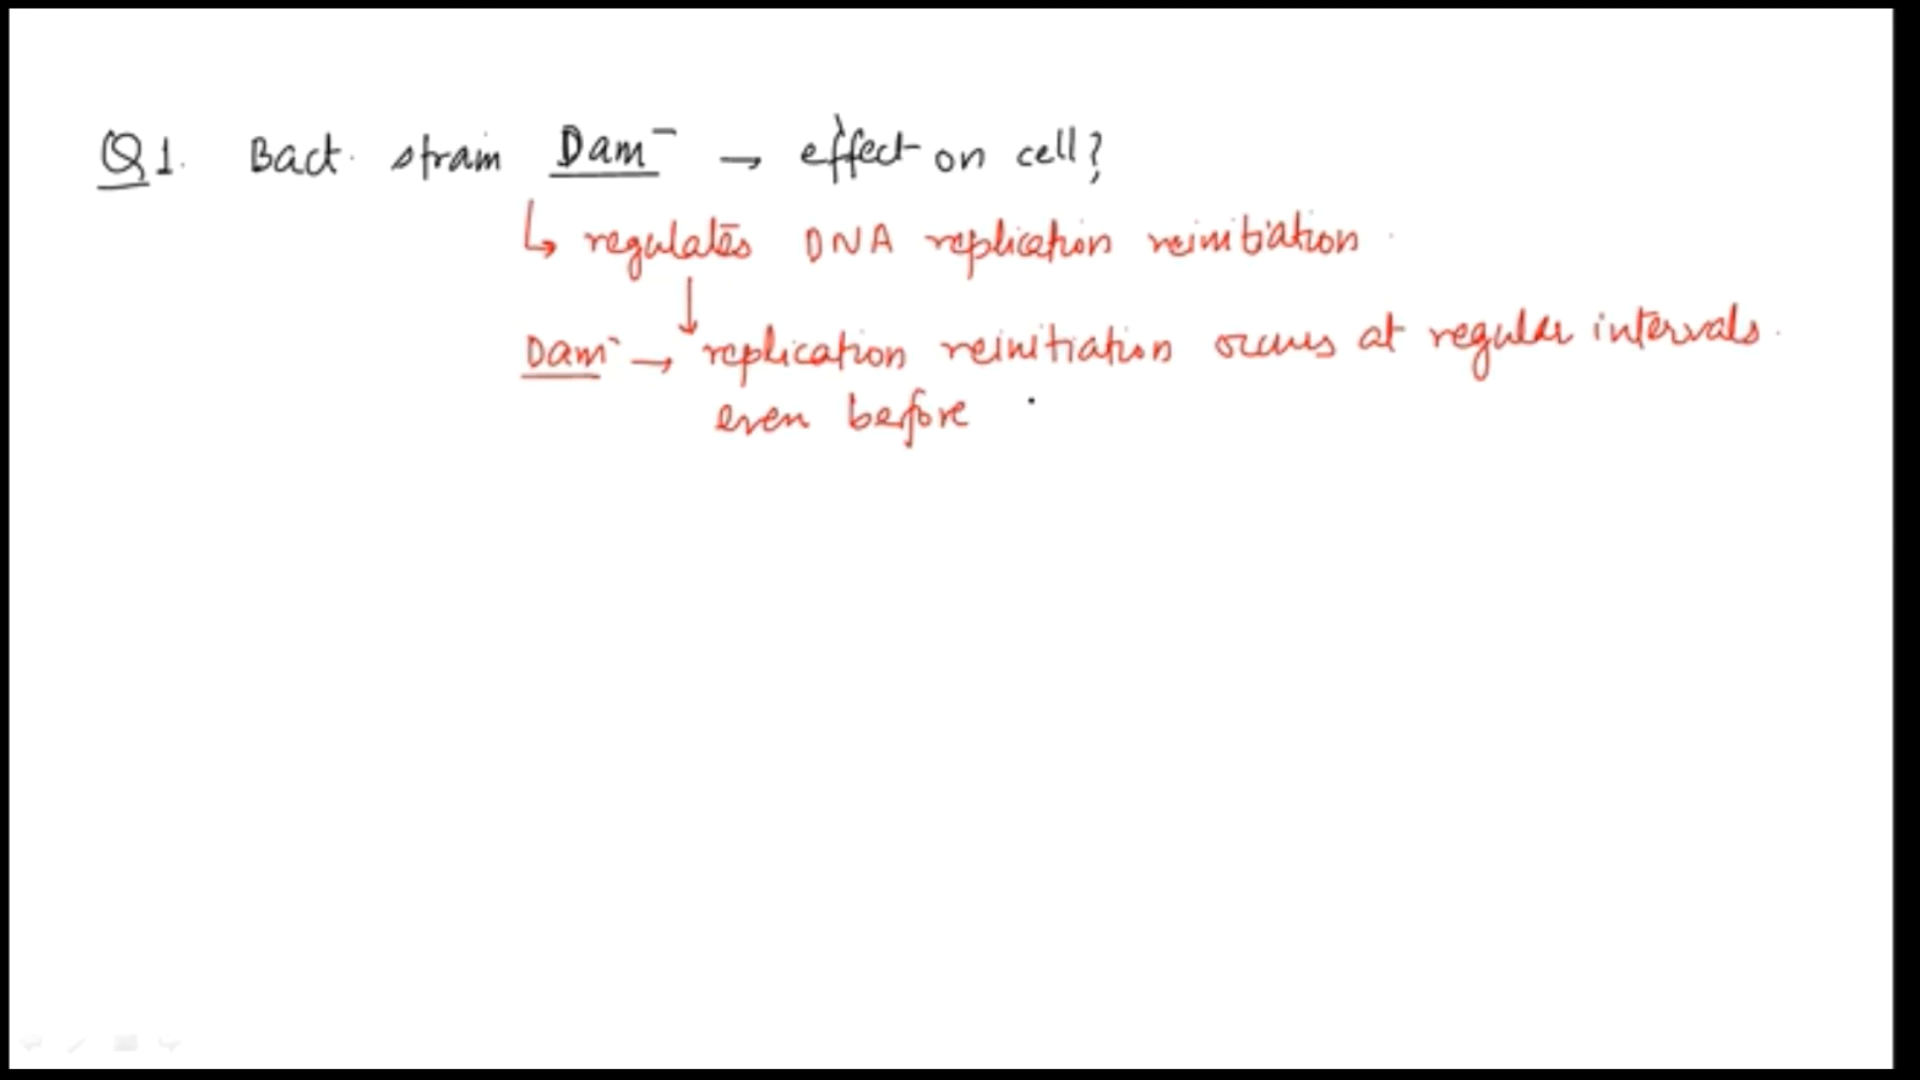 Q1. Bact. strain Dam⁻ → effect on cell?
↳ regulates DNA replication reinitiation.
↓
Dam⁻ → replication reinitiation occurs at regular intervals.
even before